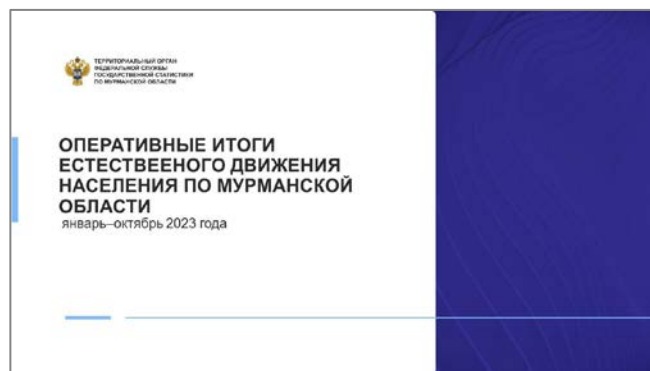 ТЕРРИТОРИАЛЬНЫЙ ОРГАН
ФЕДЕРАЛЬНОЙ СЛУЖБЫ
ГОСУДАРСТВЕННОЙ СТАТИСТИКИ
ПО МУРМАНСКОЙ ОБЛАСТИ
ОПЕРАТИВНЫЕ ИТОГИ
ЕСТЕСТВЕЕНОГО ДВИЖЕНИЯ
НАСЕЛЕНИЯ ПО МУРМАНСКОЙ
ОБЛАСТИ
январь–октябрь 2023 года